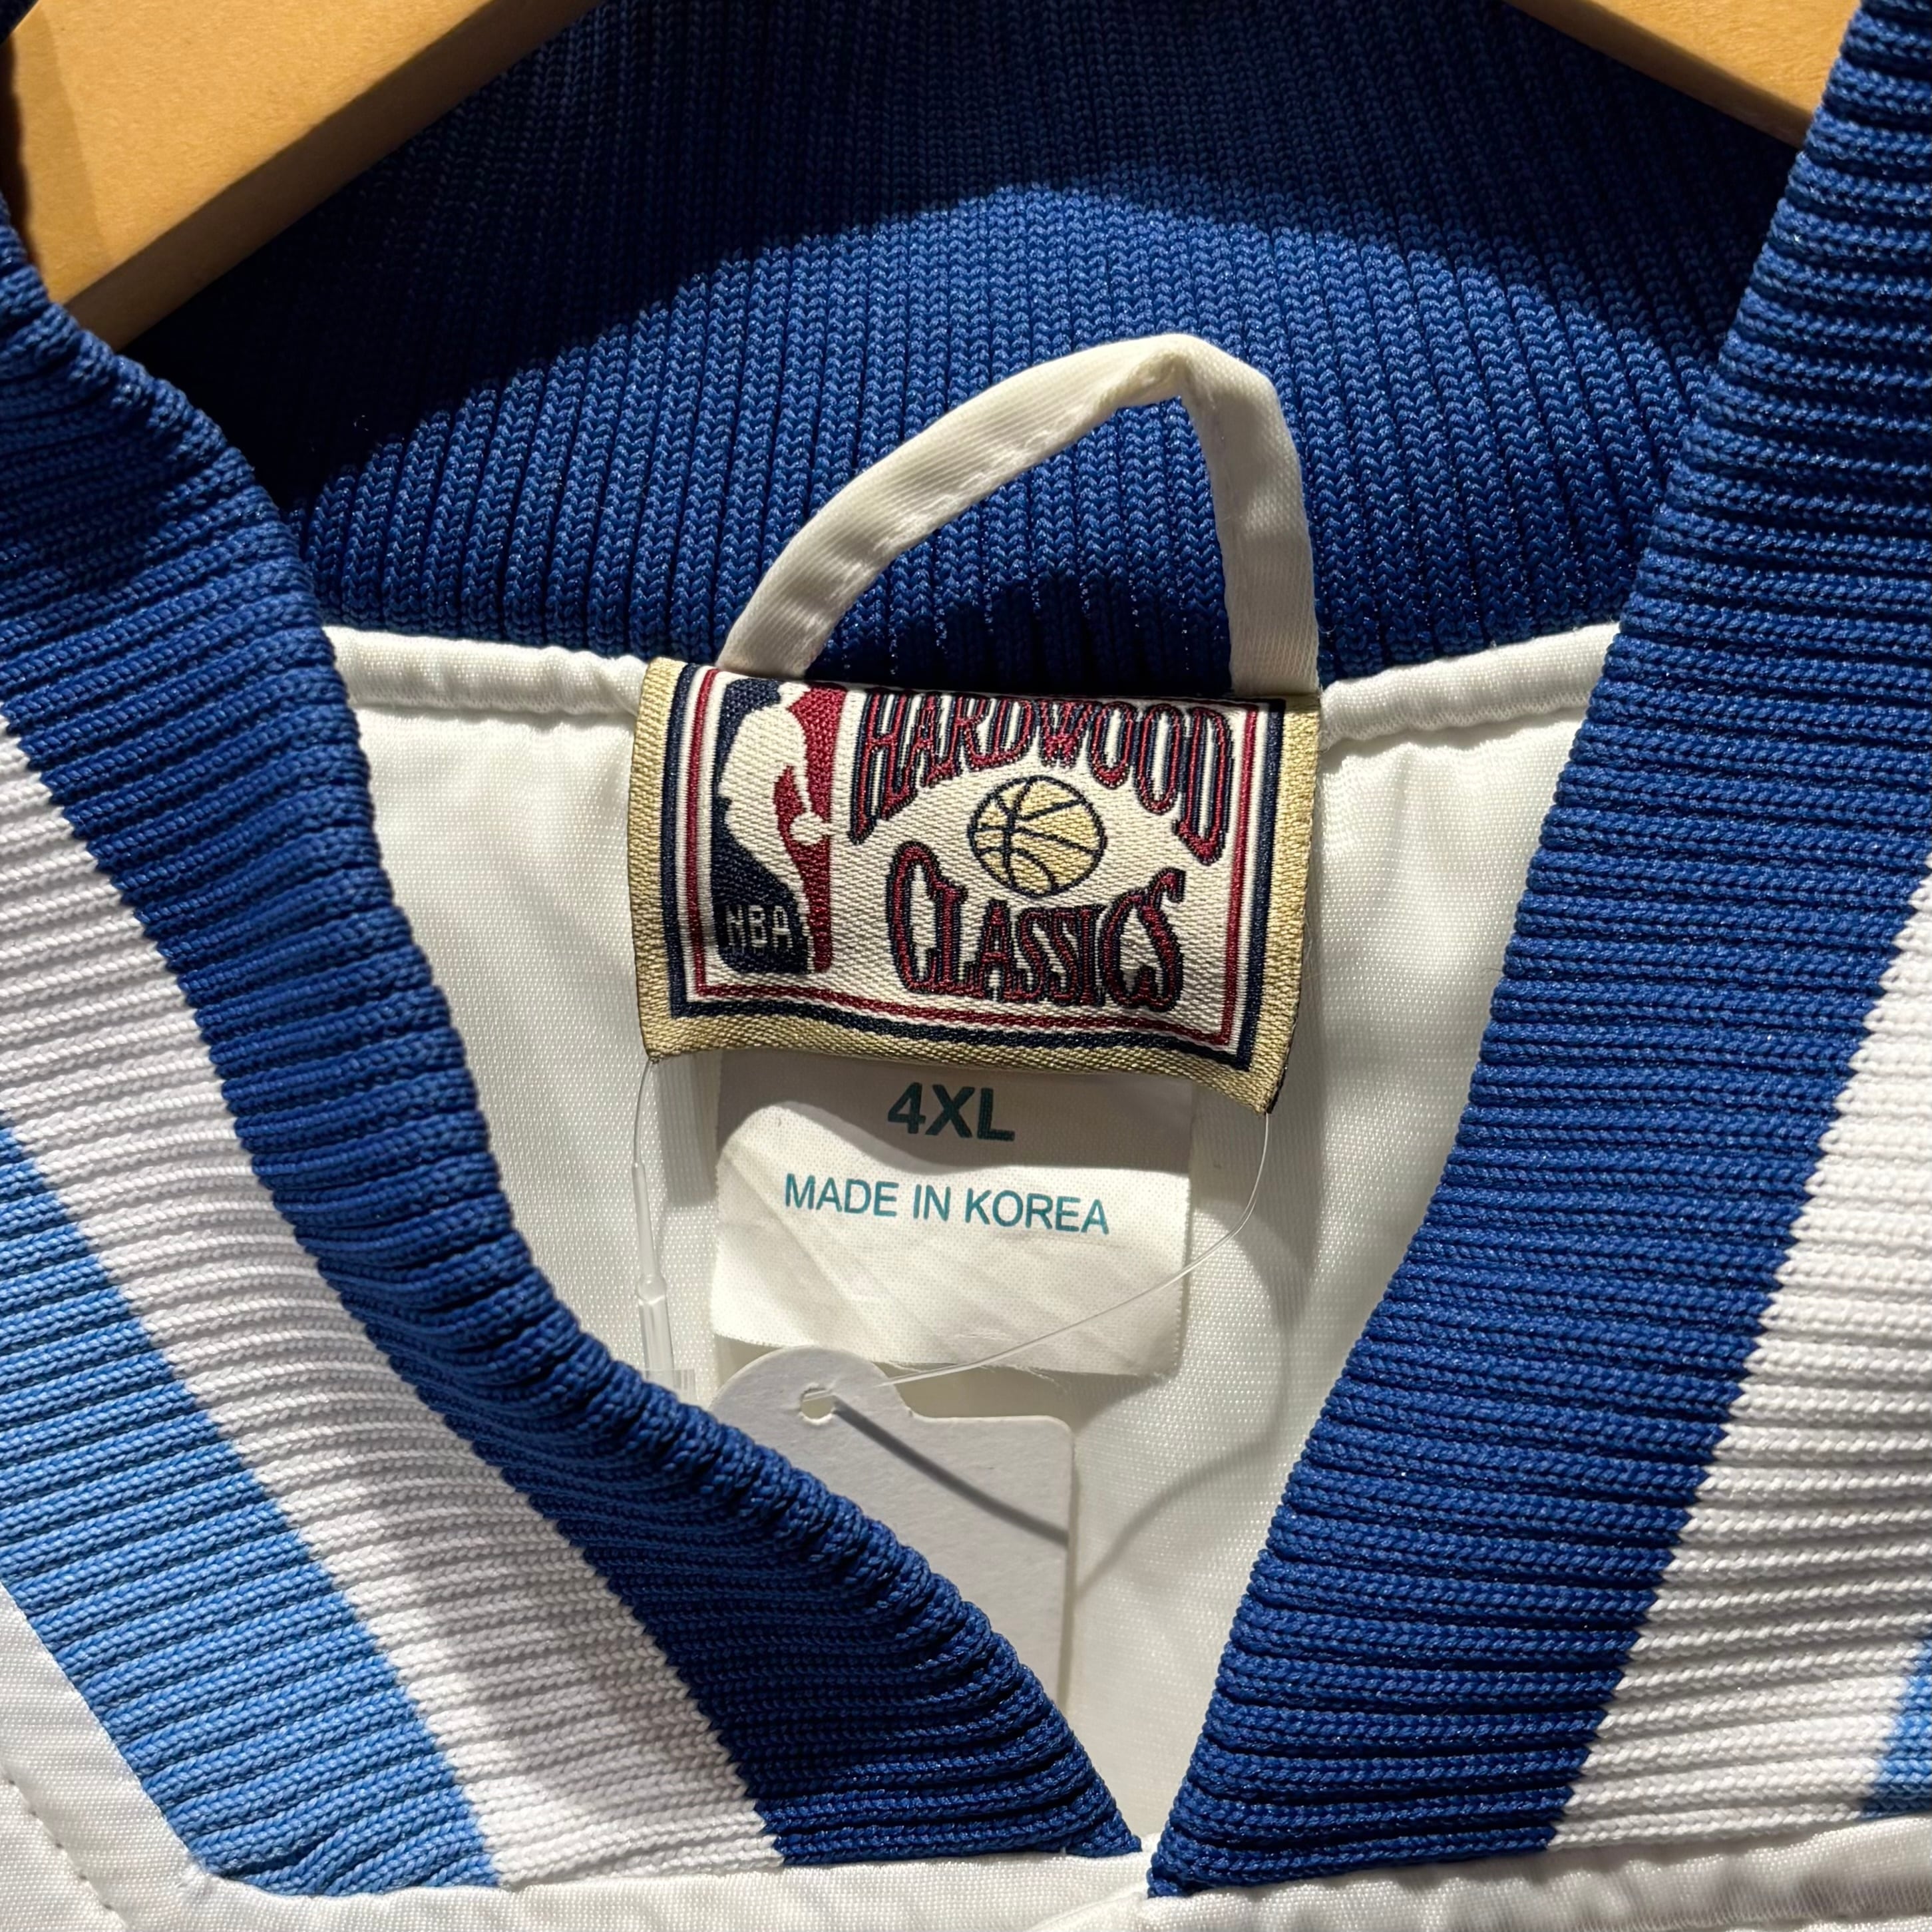 HARDWOOD
CLASSICS
NBA
4XL
MADE IN KOREA